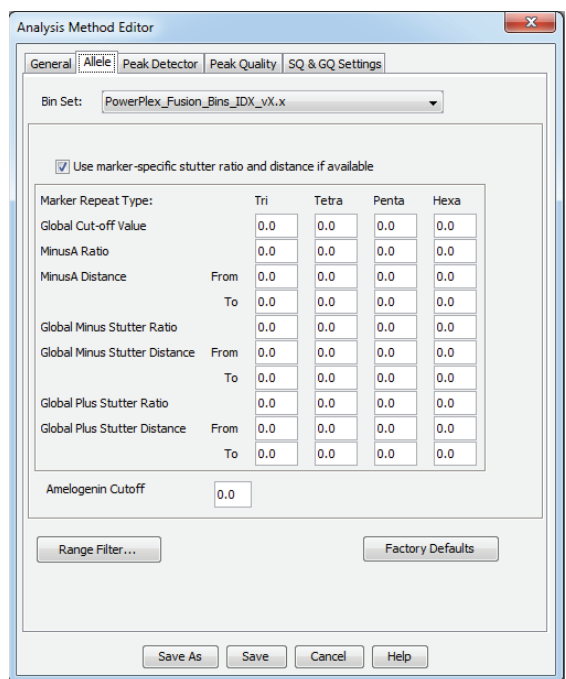 Analysis Method Editor
General Allele Peak Detector Peak Quality SQ & GQ Settings
Bin Set: PowerPlex_Fusion_Bins_IDX_vX.x
Use marker-specific stutter ratio and distance if available
Marker Repeat Type: Tri Tetra Penta Hexa
Global Cut-off Value 0.0 0.0 0.0 0.0
MinusA Ratio 0.0 0.0 0.0 0.0
MinusA Distance From 0.0 0.0 0.0 0.0
To 0.0 0.0 0.0 0.0
Global Minus Stutter Ratio 0.0 0.0 0.0 0.0
Global Minus Stutter Distance From 0.0 0.0 0.0 0.0
To 0.0 0.0 0.0 0.0
Global Plus Stutter Ratio 0.0 0.0 0.0 0.0
Global Plus Stutter Distance From 0.0 0.0 0.0 0.0
To 0.0 0.0 0.0 0.0
Amelogenin Cutoff 0.0
Range Filter... Factory Defaults
Save As Save Cancel Help